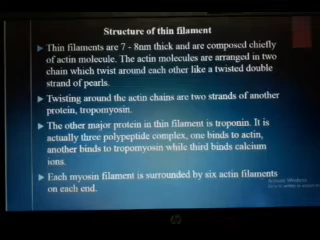 Structure of thin filament
Thin filaments are 7 - 8nm thick and are composed chiefly
of actin molecule. The actin molecules are arranged in two
chain which twist around each other like a twisted double
strand of pearls.
Twisting around the actin chains are two strands of another
protein, tropomyosin.
The other major protein in thin filament is troponin. It is
actually three polypeptide complex, one binds to actin,
another binds to tropomyosin while third binds calcium
ions.
Each myosin filament is surrounded by six actin filaments
on each end.
Activate Windows
hp